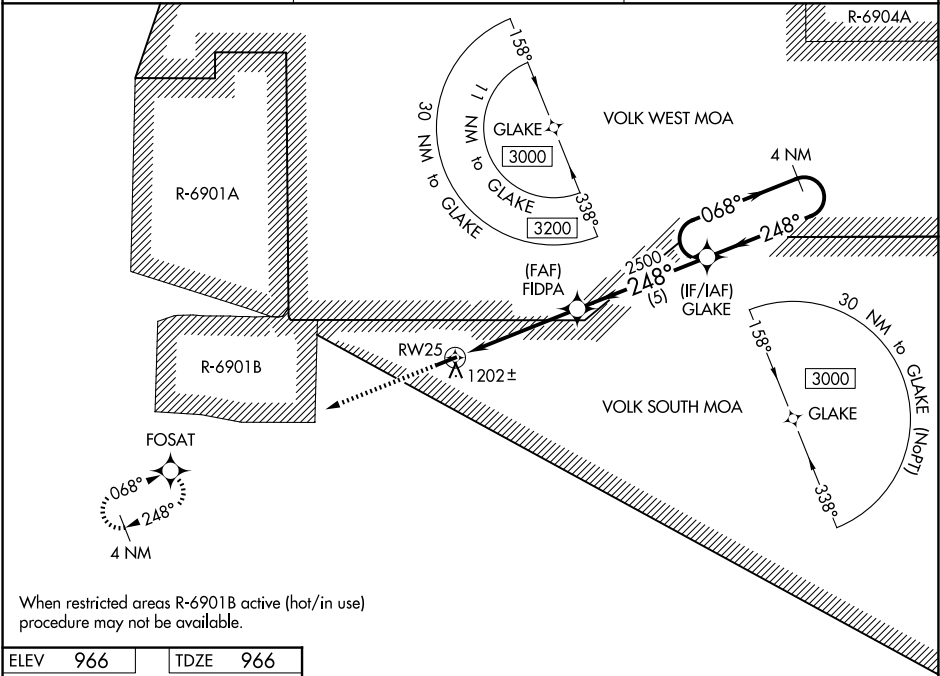 R-6904A
158°
30 NM to GLAKE
11 NM to GLAKE
GLAKE
3000
3200
338°
VOLK WEST MOA
4 NM
068°
248°
R-6901A
2500
248°
(5)
(FAF)
FIDPA
(IF/IAF)
GLAKE
30 NM to GLAKE (NoPT)
158°
3000
GLAKE
338°
R-6901B
RW25
1202±
VOLK SOUTH MOA
FOSAT
068°
248°
4 NM
When restricted areas R-6901B active (hot/in use)
procedure may not be available.
ELEV 966
TDZE 966